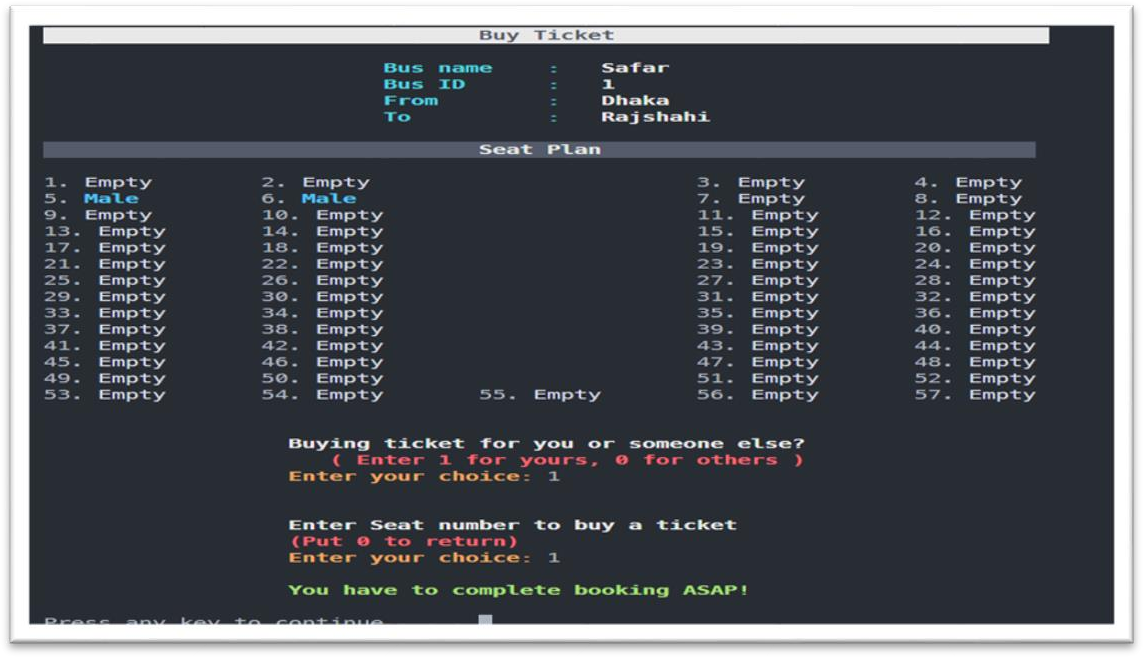 Buy Ticket
Bus name : Safar
Bus ID : 1
From : Dhaka
To : Rajshahi
Seat Plan
1. Empty 2. Empty 3. Empty 4. Empty
5. Male 6. Male 7. Empty 8. Empty
9. Empty 10. Empty 11. Empty 12. Empty
13. Empty 14. Empty 15. Empty 16. Empty
17. Empty 18. Empty 19. Empty 20. Empty
21. Empty 22. Empty 23. Empty 24. Empty
25. Empty 26. Empty 27. Empty 28. Empty
29. Empty 30. Empty 31. Empty 32. Empty
33. Empty 34. Empty 35. Empty 36. Empty
37. Empty 38. Empty 39. Empty 40. Empty
41. Empty 42. Empty 43. Empty 44. Empty
45. Empty 46. Empty 47. Empty 48. Empty
49. Empty 50. Empty 51. Empty 52. Empty
53. Empty 54. Empty 55. Empty 56. Empty 57. Empty
Buying ticket for you or someone else?
( Enter 1 for yours, 0 for others )
Enter your choice: 1
Enter Seat number to buy a ticket
(Put 0 to return)
Enter your choice: 1
You have to complete booking ASAP!
Press any key to continue